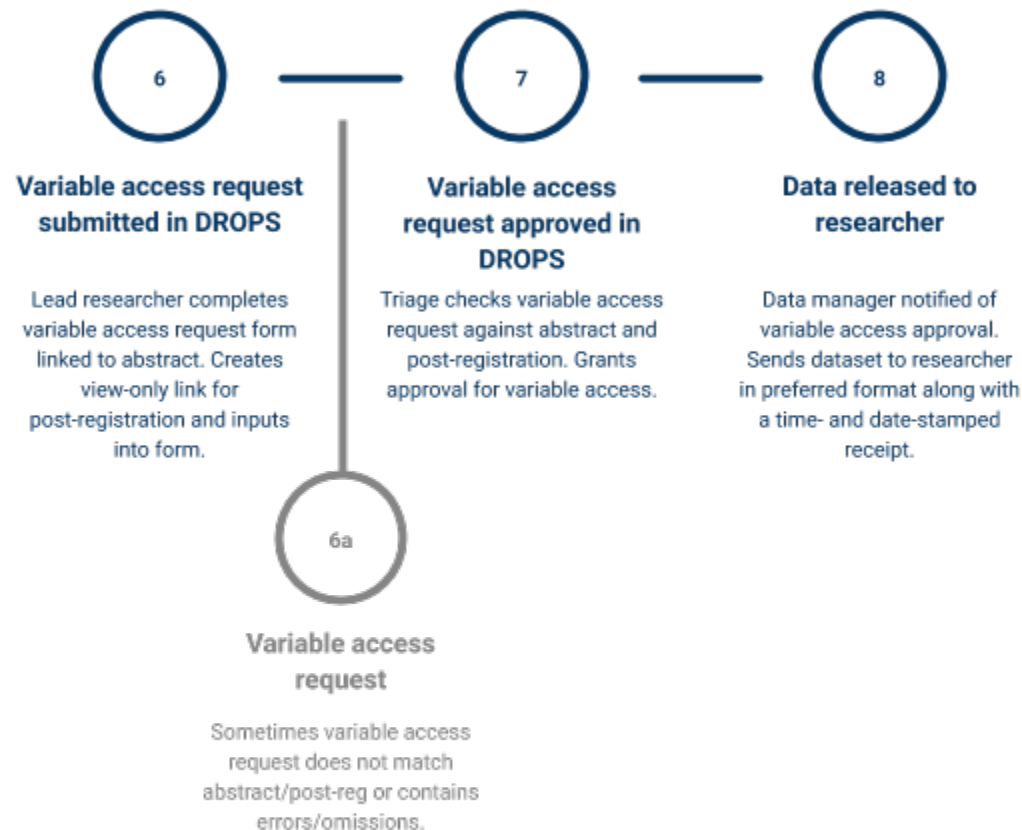 6
Variable access request
submitted in DROPS
Lead researcher completes
variable access request form
linked to abstract. Creates
view-only link for
post-registration and inputs
into form.
7
Variable access
request approved in
DROPS
Triage checks variable access
request against abstract and
post-registration. Grants
approval for variable access.
8
Data released to
researcher
Data manager notified of
variable access approval.
Sends dataset to researcher
in preferred format along with
a time- and date-stamped
receipt.
6a
Variable access
request
Sometimes variable access
request does not match
abstract/post-reg or contains
errors/omissions.